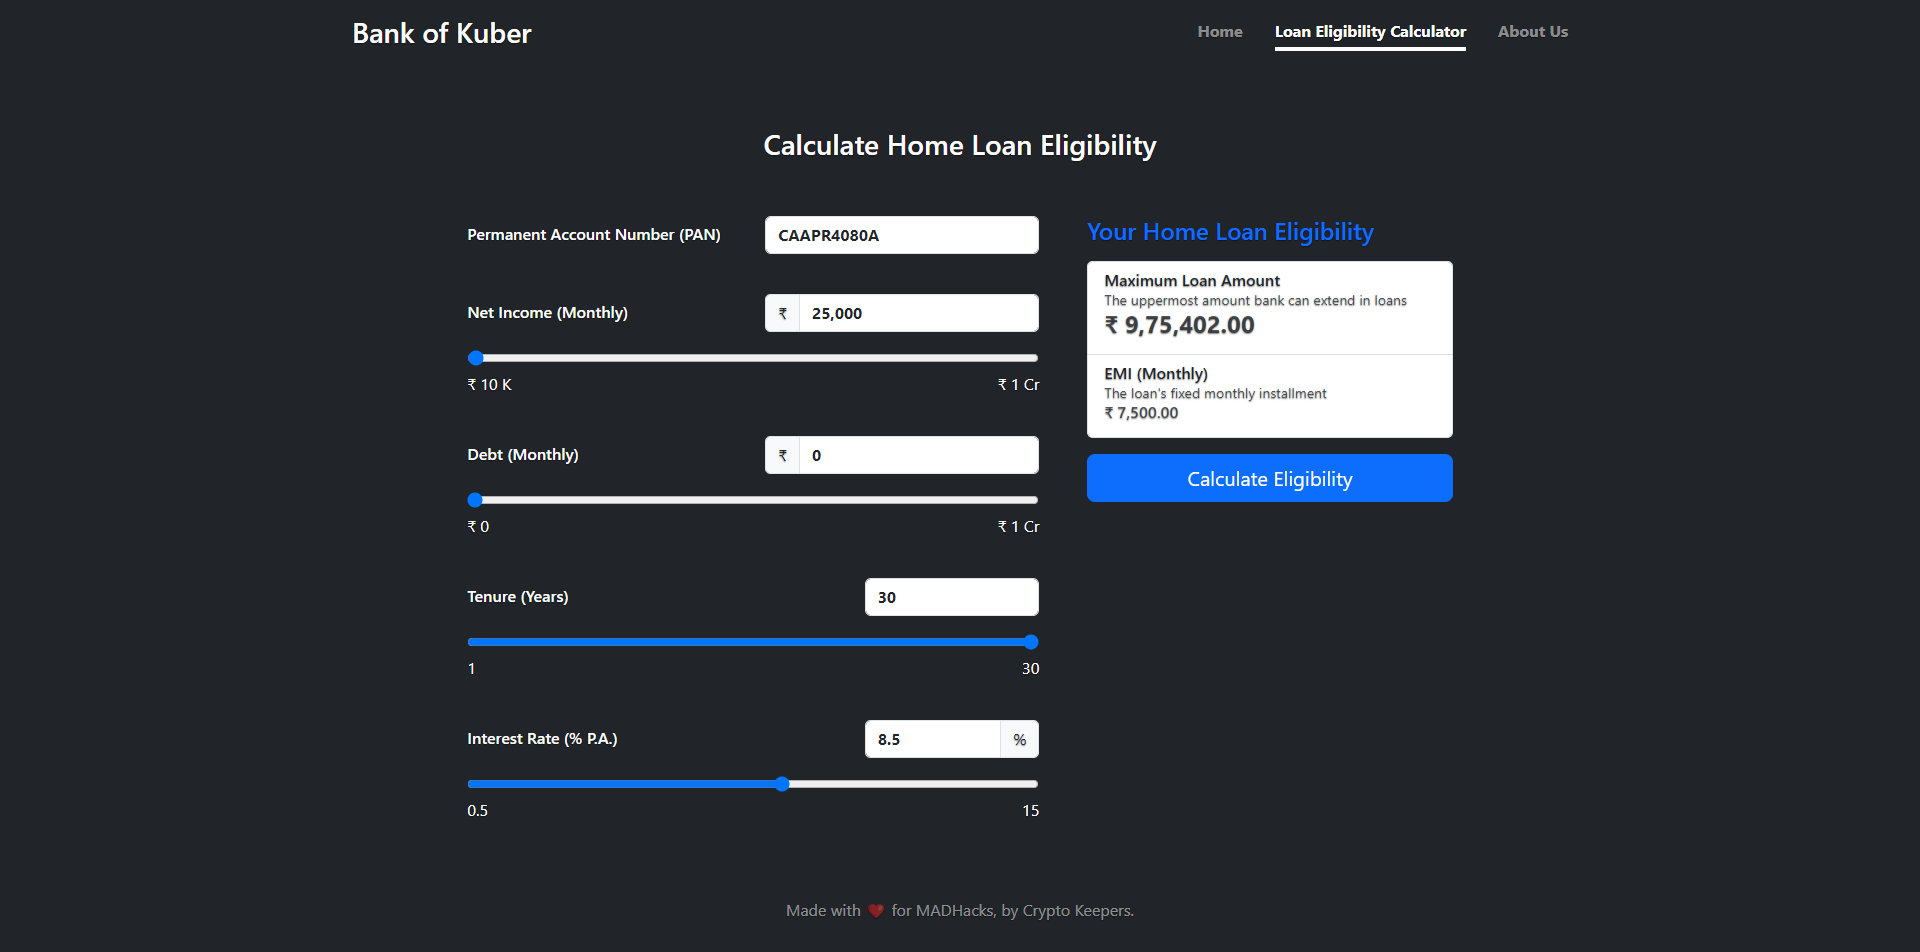 Bank of Kuber
Home
Loan Eligibility Calculator
About Us
Calculate Home Loan Eligibility
Permanent Account Number (PAN)
CAAPR4080A
Net Income (Monthly)
₹ 25,000
₹ 10 K
₹ 1 Cr
Debt (Monthly)
₹ 0
₹ 0
₹ 1 Cr
Tenure (Years)
30
1
30
Interest Rate (% P.A.)
8.5 %
0.5
15
Your Home Loan Eligibility
Maximum Loan Amount
The uppermost amount bank can extend in loans
₹ 9,75,402.00
EMI (Monthly)
The loan's fixed monthly installment
₹ 7,500.00
Calculate Eligibility
Made with ❤️ for MADHacks, by Crypto Keepers.